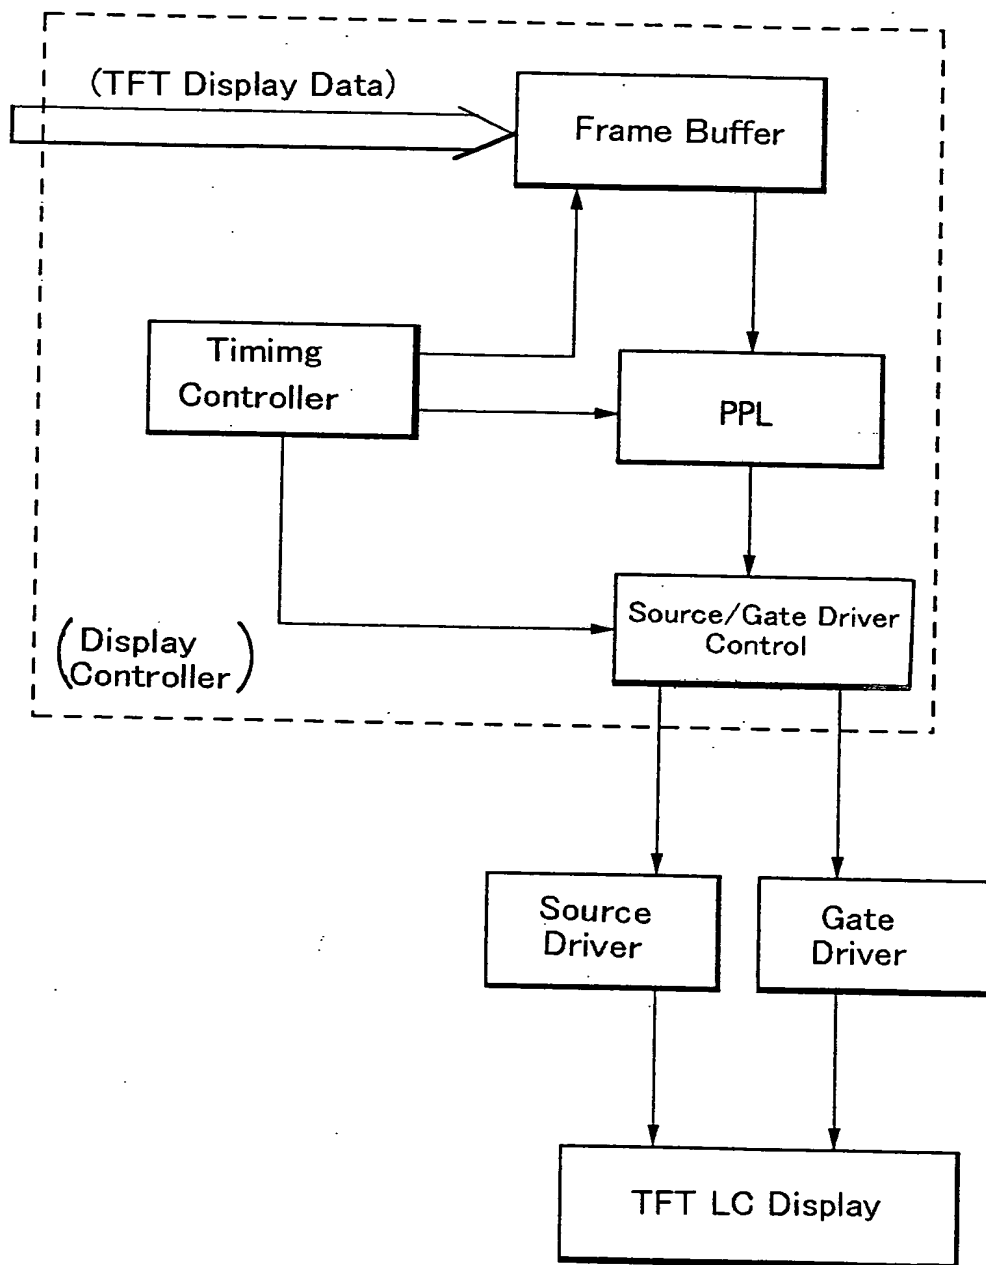 (TFT Display Data)
Frame Buffer
Timimg
Controller
PPL
Source/Gate Driver
Control
(Display
Controller)
Source
Driver
Gate
Driver
TFT LC Display